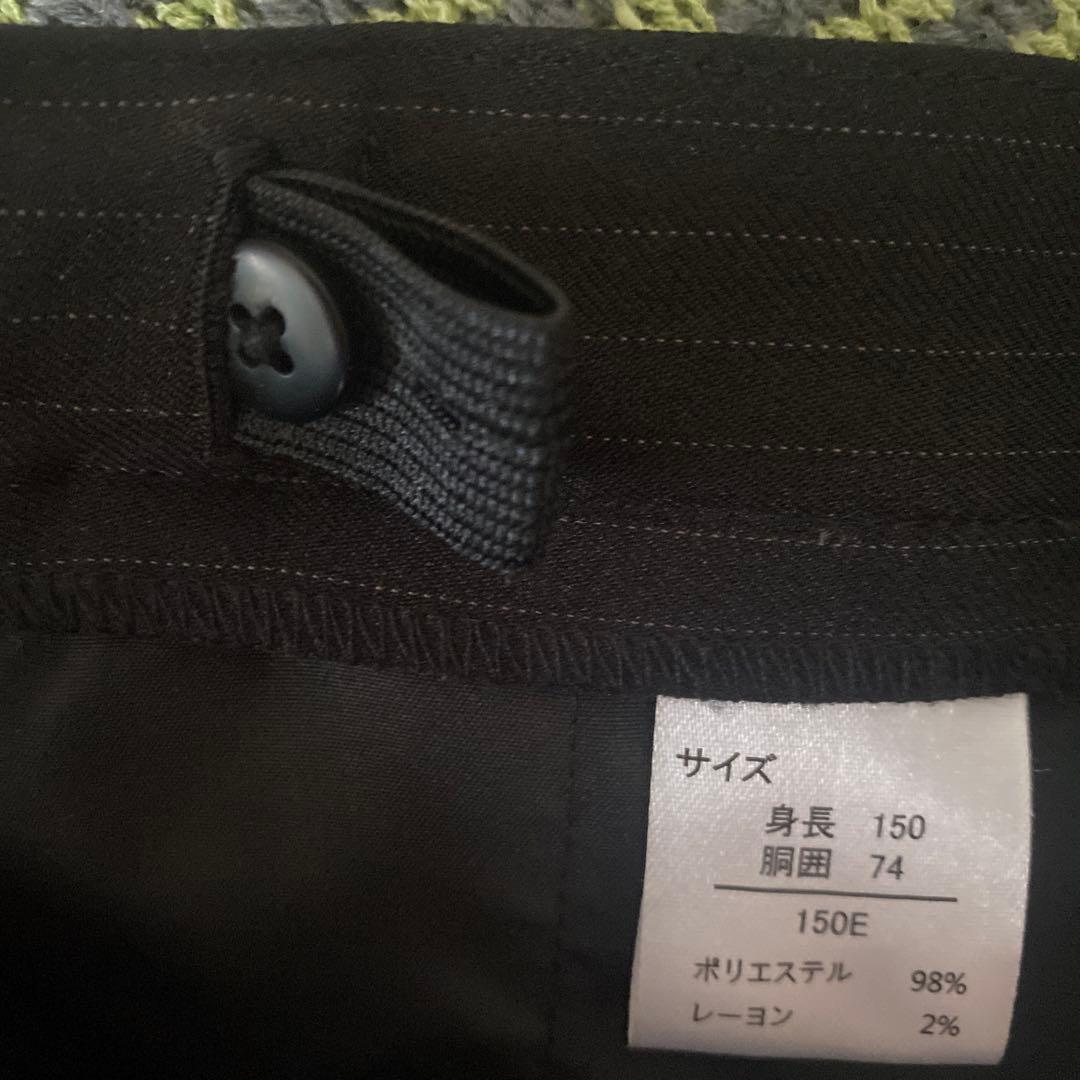 サイズ
身長 150
胴囲 74
150E
ポリエステル 98%
レーヨン 2%